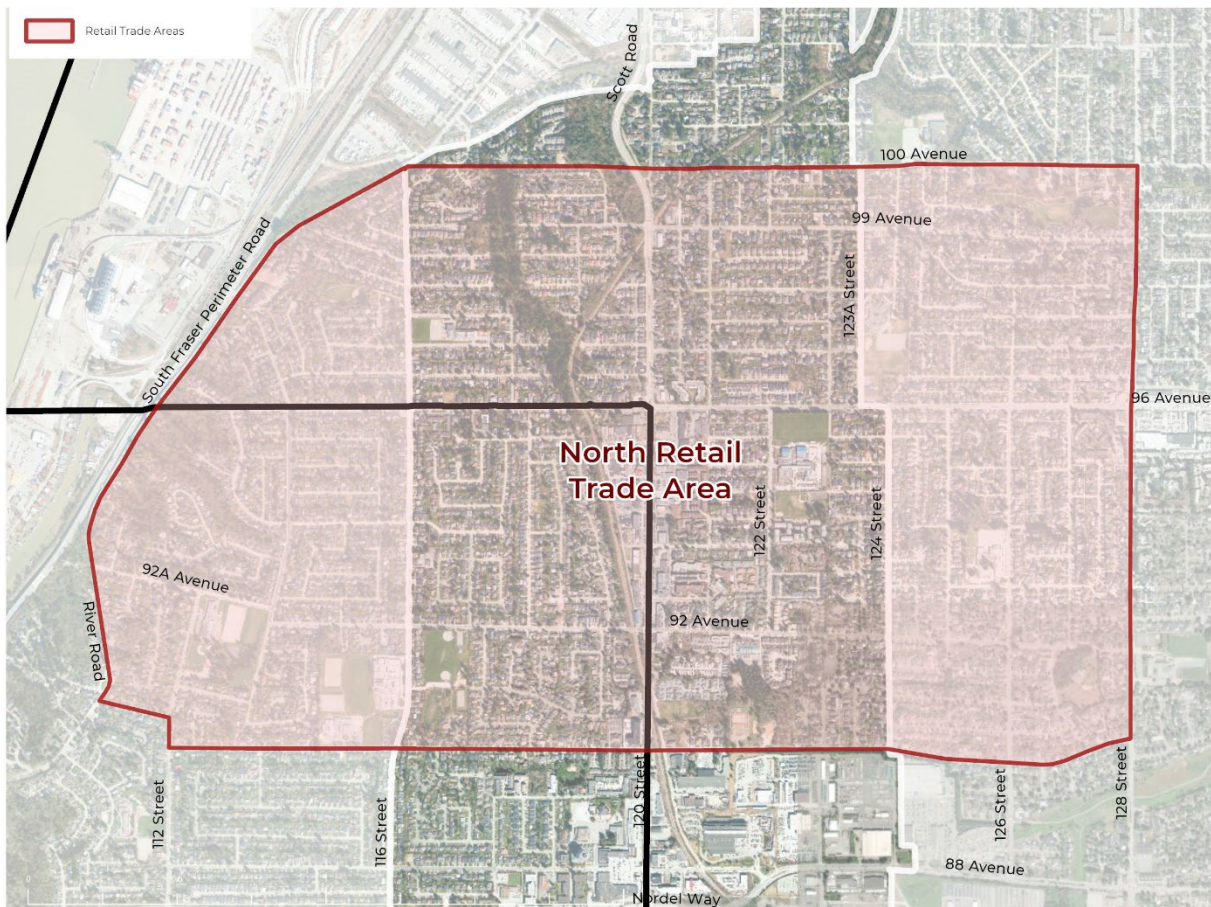 Retail Trade Areas
Scott Road
100 Avenue
99 Avenue
South Fraser Perimeter Road
123A Street
96 Avenue
North Retail
Trade Area
122 Street
124 Street
92A Avenue
River Road
92 Avenue
112 Street
116 Street
120 Street
126 Street
128 Street
88 Avenue
Nordel Way